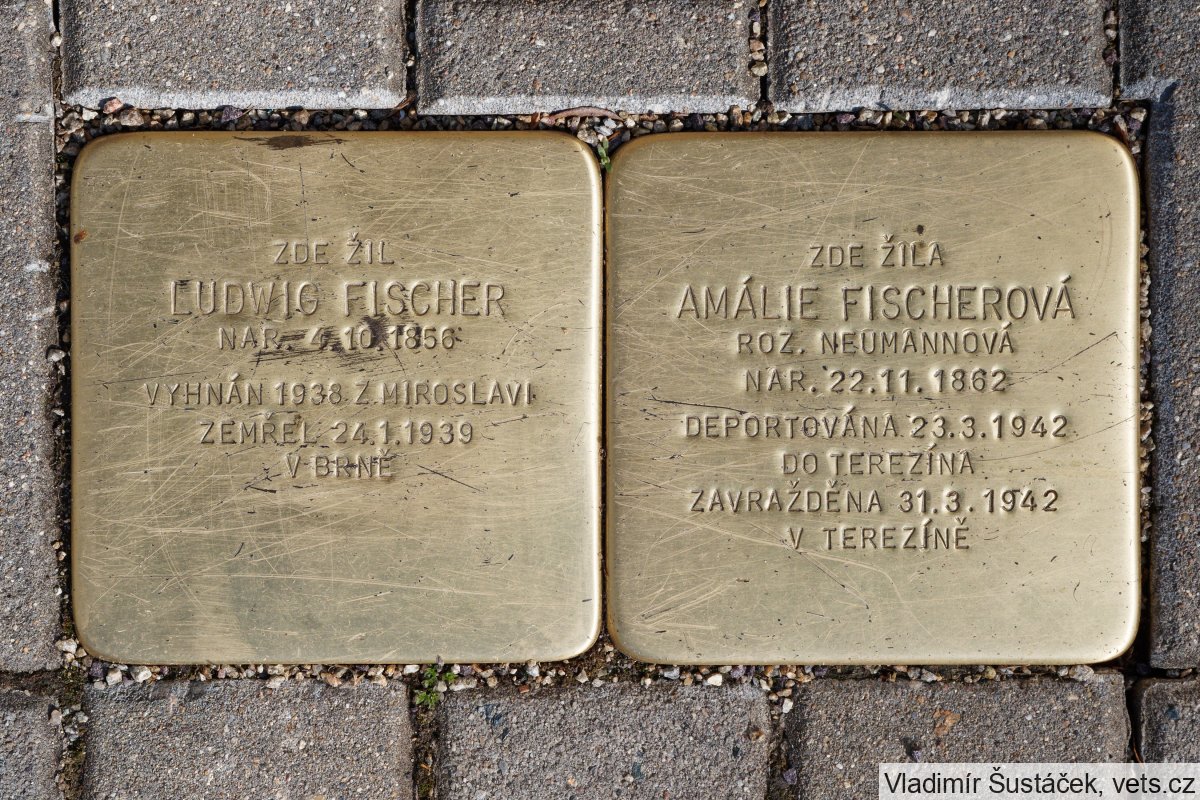 ZDE ŽIL
LUDWIG FISCHER
NAR. 4.10.1856
VYHNÁN 1938 Z MIROSLAVI
ZEMŘEL 24.1.1939
V BRNĚ
ZDE ŽILA
AMÁLIE FISCHEROVÁ
ROZ. NEUMANNOVÁ
NAR. 22.11.1862
DEPORTOVÁNA 23.3.1942
DO TEREZÍNA
ZAVRAŽDĚNA 31.3.1942
V TEREZÍNĚ
Vladimír Šustáček, vets.cz